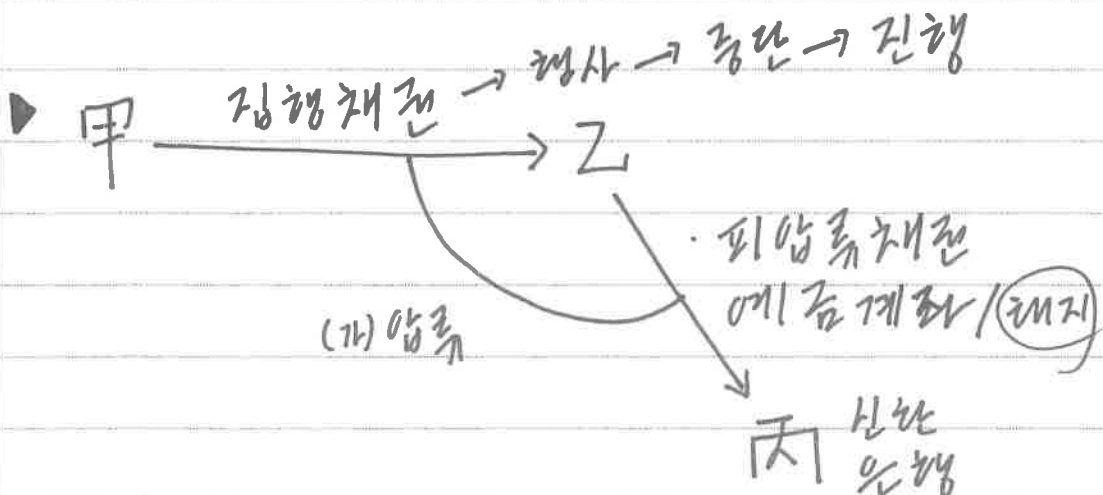 ▶ 甲 집행채권 → 행사 → 중단 → 진행
乙
· 피압류채권
예금계좌/해지
(가)압류
丙 신한
은행